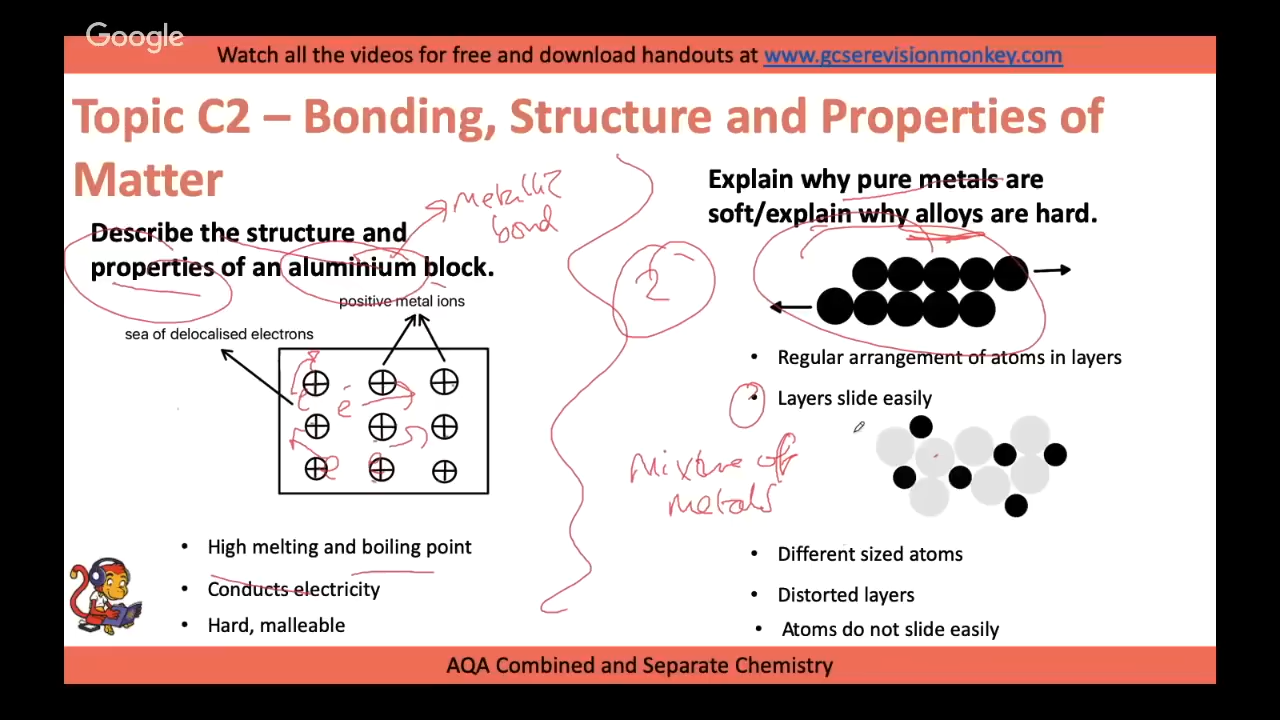 Google
Watch all the videos for free and download handouts at www.gcserevisionmonkey.com
Topic C2 – Bonding, Structure and Properties of
Matter
Describe the structure and
properties of an aluminium block.
metallic
bond
positive metal ions
sea of delocalised electrons
e e
e e
• High melting and boiling point
• Conducts electricity
• Hard, malleable
2
Explain why pure metals are
soft/explain why alloys are hard.
• Regular arrangement of atoms in layers
• Layers slide easily
Mixture of
metals
• Different sized atoms
• Distorted layers
• Atoms do not slide easily
AQA Combined and Separate Chemistry